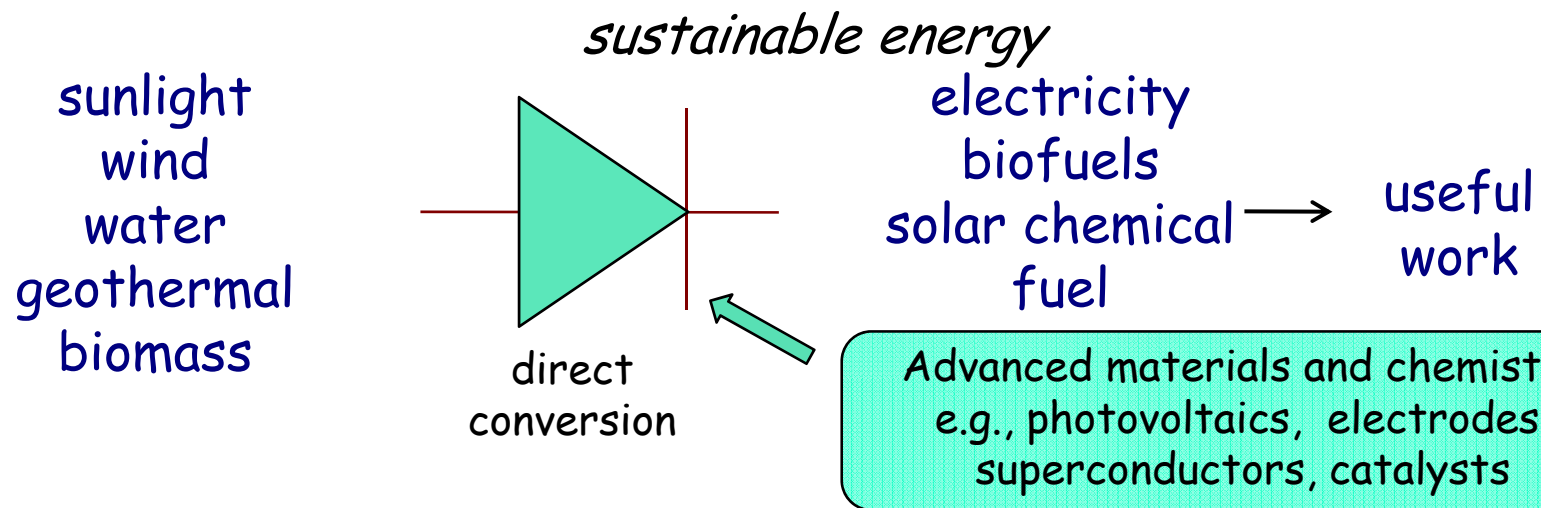 sustainable energy
sunlight
wind
water
geothermal
biomass
direct
conversion
electricity
biofuels
solar chemical
fuel
useful
work
Advanced materials and
e.g., photovoltaics, electrodes
superconductors, catalysts